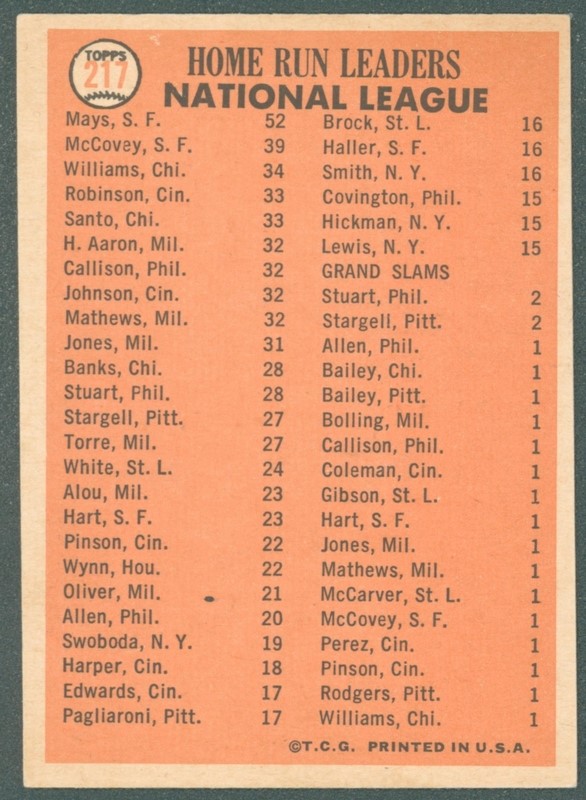 TOPPS
217
HOME RUN LEADERS
NATIONAL LEAGUE
Mays, S. F. 52
McCovey, S. F. 39
Williams, Chi. 34
Robinson, Cin. 33
Santo, Chi. 33
H. Aaron, Mil. 32
Callison, Phil. 32
Johnson, Cin. 32
Mathews, Mil. 32
Jones, Mil. 31
Banks, Chi. 28
Stuart, Phil. 28
Stargell, Pitt. 27
Torre, Mil. 27
White, St. L. 24
Alou, Mil. 23
Hart, S. F. 23
Pinson, Cin. 22
Wynn, Hou. 22
Oliver, Mil. 21
Allen, Phil. 20
Swoboda, N. Y. 19
Harper, Cin. 18
Edwards, Cin. 17
Pagliaroni, Pitt. 17
Brock, St. L. 16
Haller, S. F. 16
Smith, N. Y. 16
Covington, Phil. 15
Hickman, N. Y. 15
Lewis, N. Y. 15
GRAND SLAMS
Stuart, Phil. 2
Stargell, Pitt. 2
Allen, Phil. 1
Bailey, Chi. 1
Bailey, Pitt. 1
Bolling, Mil. 1
Callison, Phil. 1
Coleman, Cin. 1
Gibson, St. L. 1
Hart, S. F. 1
Jones, Mil. 1
Mathews, Mil. 1
McCarver, St. L. 1
McCovey, S. F. 1
Perez, Cin. 1
Pinson, Cin. 1
Rodgers, Pitt. 1
Williams, Chi. 1
©T.C.G. PRINTED IN U.S.A.